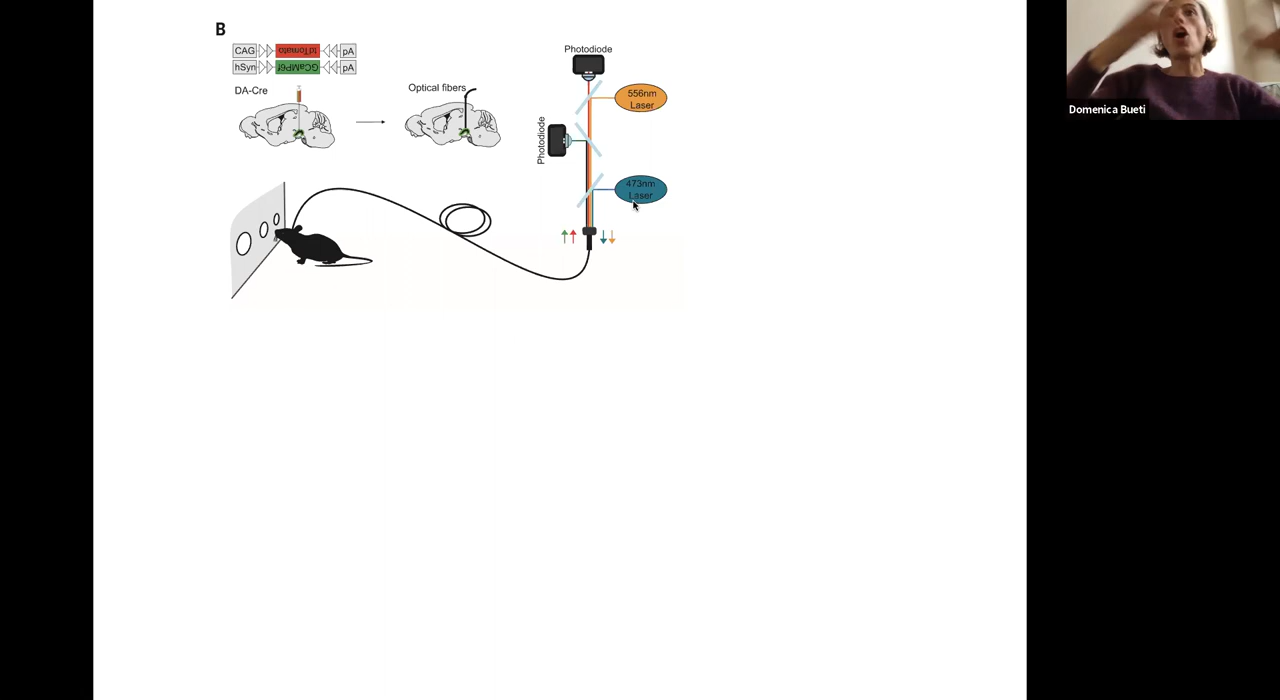 B
CAG tdTomato pA
hSyn GCaMP6f pA
DA-Cre
Optical fibers
Photodiode
556nm
Laser
Photodiode
473nm
Laser
Domenica Bueti